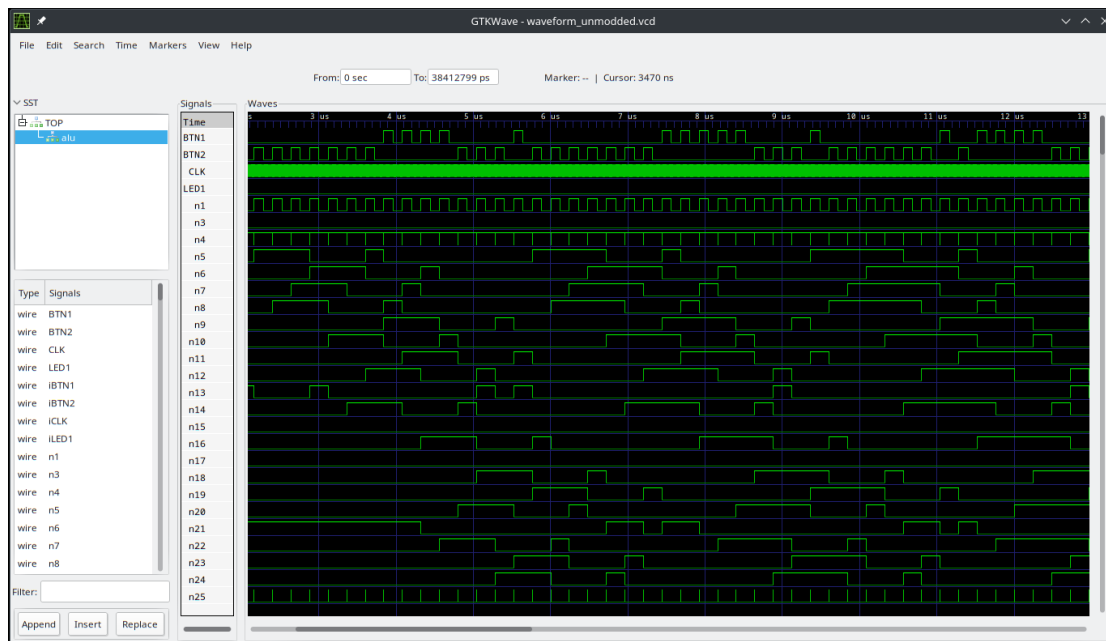 GTKWave - waveform_unmodded.vcd
File Edit Search Time Markers View Help
From: 0 sec To: 38412799 ps Marker: -- | Cursor: 3470 ns
SST
TOP
alu
Type Signals
wire BTN1
wire BTN2
wire CLK
wire LED1
wire iBTN1
wire iBTN2
wire iCLK
wire iLED1
wire n1
wire n3
wire n4
wire n5
wire n6
wire n7
wire n8
Filter:
Append Insert Replace
Signals
Time
BTN1
BTN2
CLK
LED1
n1
n3
n4
n5
n6
n7
n8
n9
n10
n11
n12
n13
n14
n15
n16
n17
n18
n19
n20
n21
n22
n23
n24
n25
Waves
s 3 us 4 us 5 us 6 us 7 us 8 us 9 us 10 us 11 us 12 us 13